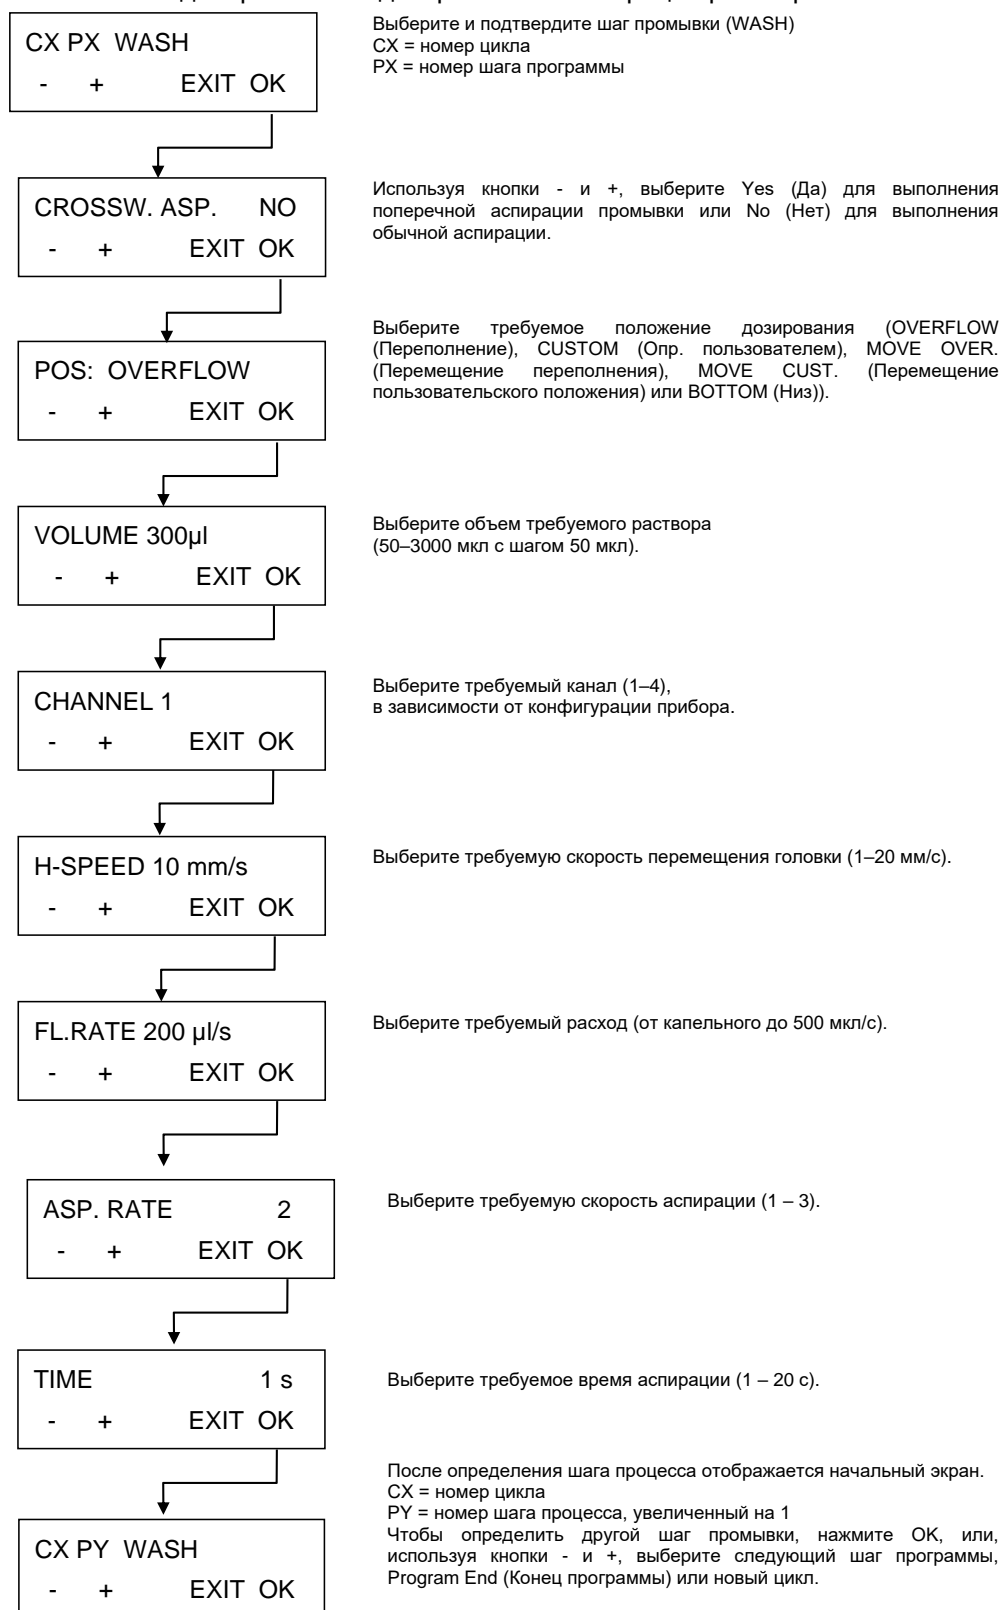 CX PX WASH
- + EXIT OK
Выберите и подтвердите шаг промывки (WASH)
CX = номер цикла
PX = номер шага программы
CROSSW. ASP. NO
- + EXIT OK
Используя кнопки - и +, выберите Yes (Да) для выполнения
поперечной аспирации промывки или No (Нет) для выполнения
обычной аспирации.
POS: OVERFLOW
- + EXIT OK
Выберите требуемое положение дозирования (OVERFLOW
(Переполнение), CUSTOM (Опр. пользователем), MOVE OVER.
(Перемещение переполнения), MOVE CUST. (Перемещение
пользовательского положения) или BOTTOM (Низ)).
VOLUME 300µl
- + EXIT OK
Выберите объем требуемого раствора
(50–3000 мкл с шагом 50 мкл).
CHANNEL 1
- + EXIT OK
Выберите требуемый канал (1–4),
в зависимости от конфигурации прибора.
H-SPEED 10 mm/s
- + EXIT OK
Выберите требуемую скорость перемещения головки (1–20 мм/с).
FL.RATE 200 µl/s
- + EXIT OK
Выберите требуемый расход (от капельного до 500 мкл/с).
ASP. RATE 2
- + EXIT OK
Выберите требуемую скорость аспирации (1 – 3).
TIME 1 s
- + EXIT OK
Выберите требуемое время аспирации (1 – 20 с).
CX PY WASH
- + EXIT OK
После определения шага процесса отображается начальный экран.
CX = номер цикла
PY = номер шага процесса, увеличенный на 1
Чтобы определить другой шаг промывки, нажмите OK, или,
используя кнопки - и +, выберите следующий шаг программы,
Program End (Конец программы) или новый цикл.